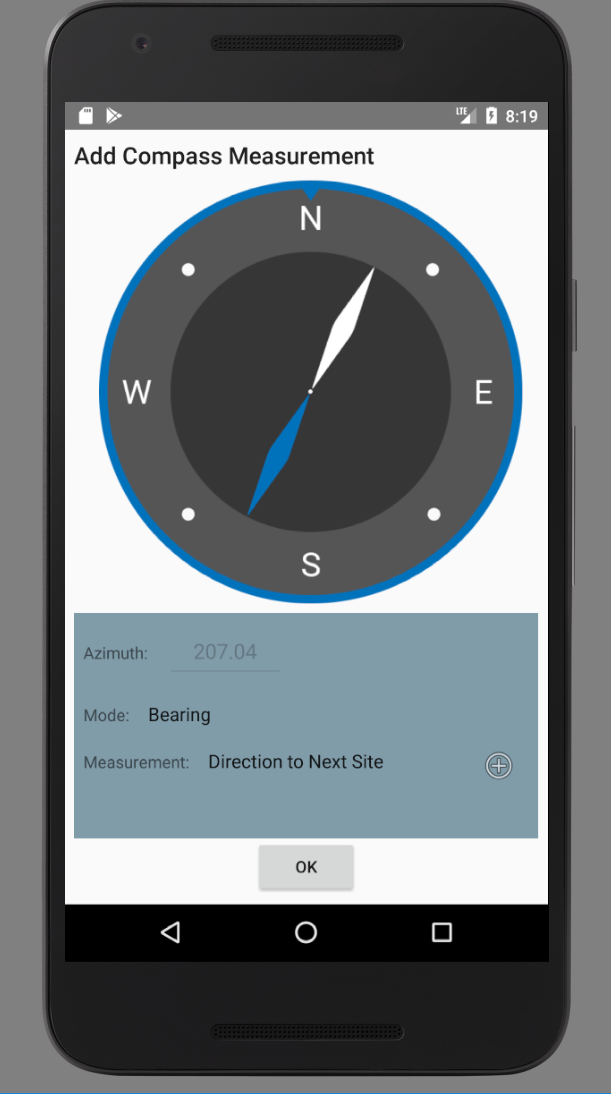 LTE 8:19
Add Compass Measurement
N
W E
S
Azimuth: 207.04
Mode: Bearing
Measurement: Direction to Next Site
OK